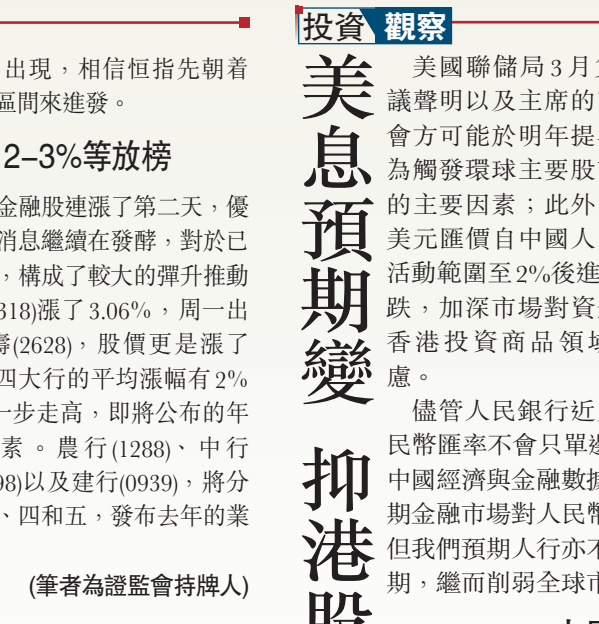 出現，相信恒指先朝着
區間來進發。
2–3%等放榜
金融股連漲了第二天，優
消息繼續在發酵，對於已
，構成了較大的彈升推動
318)漲了3.06%，周一出
壽(2628)，股價更是漲了
四大行的平均漲幅有2%
一步走高，即將公布的年
素。農行(1288)、中行
98)以及建行(0939)，將分
、四和五，發布去年的業
(筆者為證監會持牌人)
投資 觀察
美息預期變 抑港股
美國聯儲局3月
議聲明以及主席的
會方可能於明年提
為觸發環球主要股
的主要因素；此外
美元匯價自中國人
活動範圍至2%後進
跌，加深市場對資
香港投資商品領域
慮。
儘管人民銀行近
民幣匯率不會只單邊
中國經濟與金融數據
期金融市場對人民幣
但我們預期人行亦不
期，繼而削弱全球市